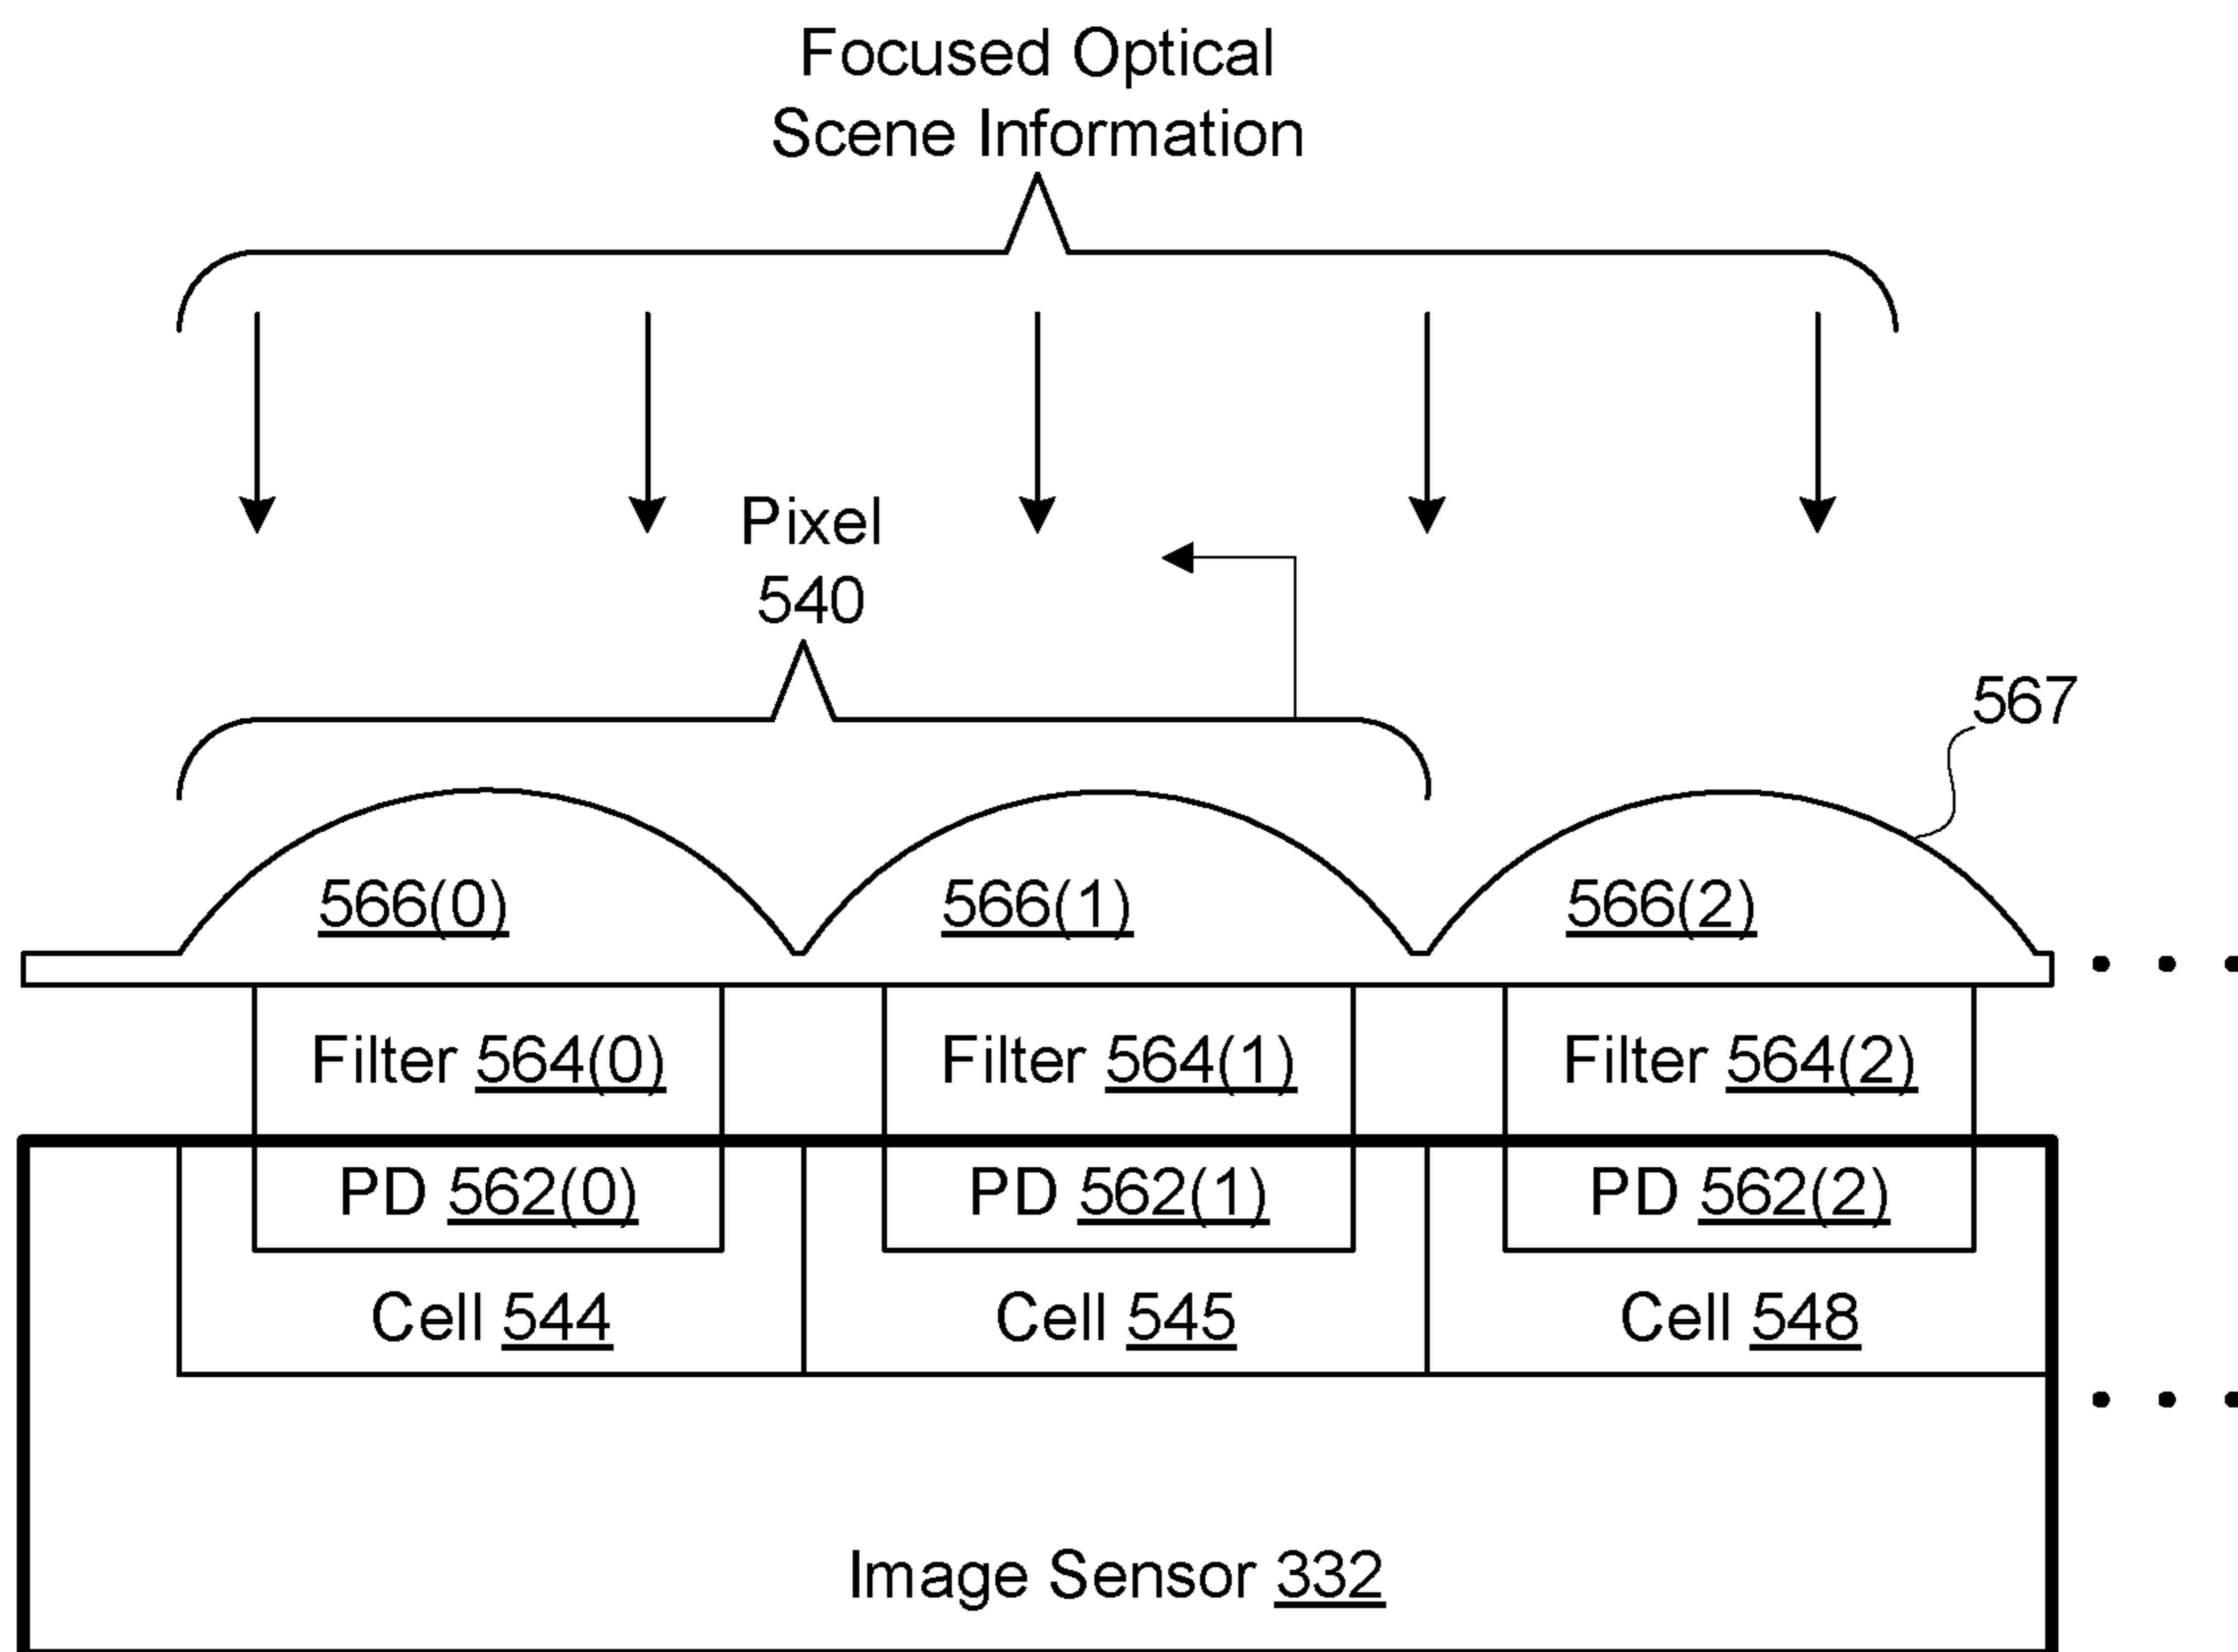 Focused Optical
Scene Information
Pixel
540
567
566(0) 566(1) 566(2)
Filter 564(0) Filter 564(1) Filter 564(2)
PD 562(0) PD 562(1) PD 562(2)
Cell 544 Cell 545 Cell 548
Image Sensor 332